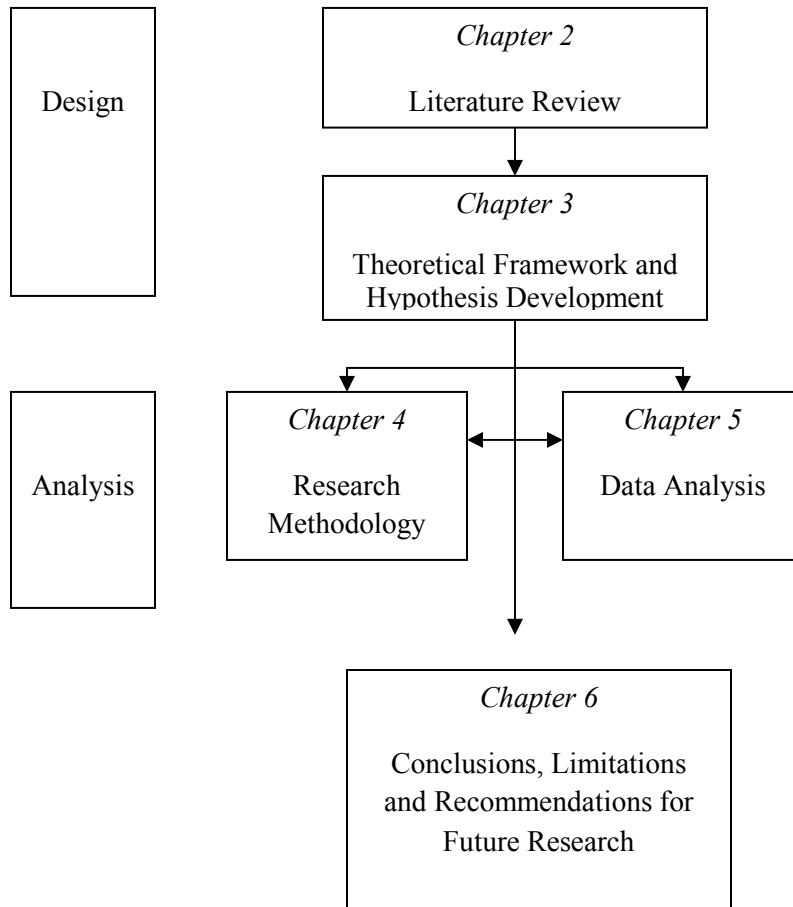 Design
Chapter 2
Literature Review
Chapter 3
Theoretical Framework and
Hypothesis Development
Analysis
Chapter 4
Research
Methodology
Chapter 5
Data Analysis
Chapter 6
Conclusions, Limitations
and Recommendations for
Future Research